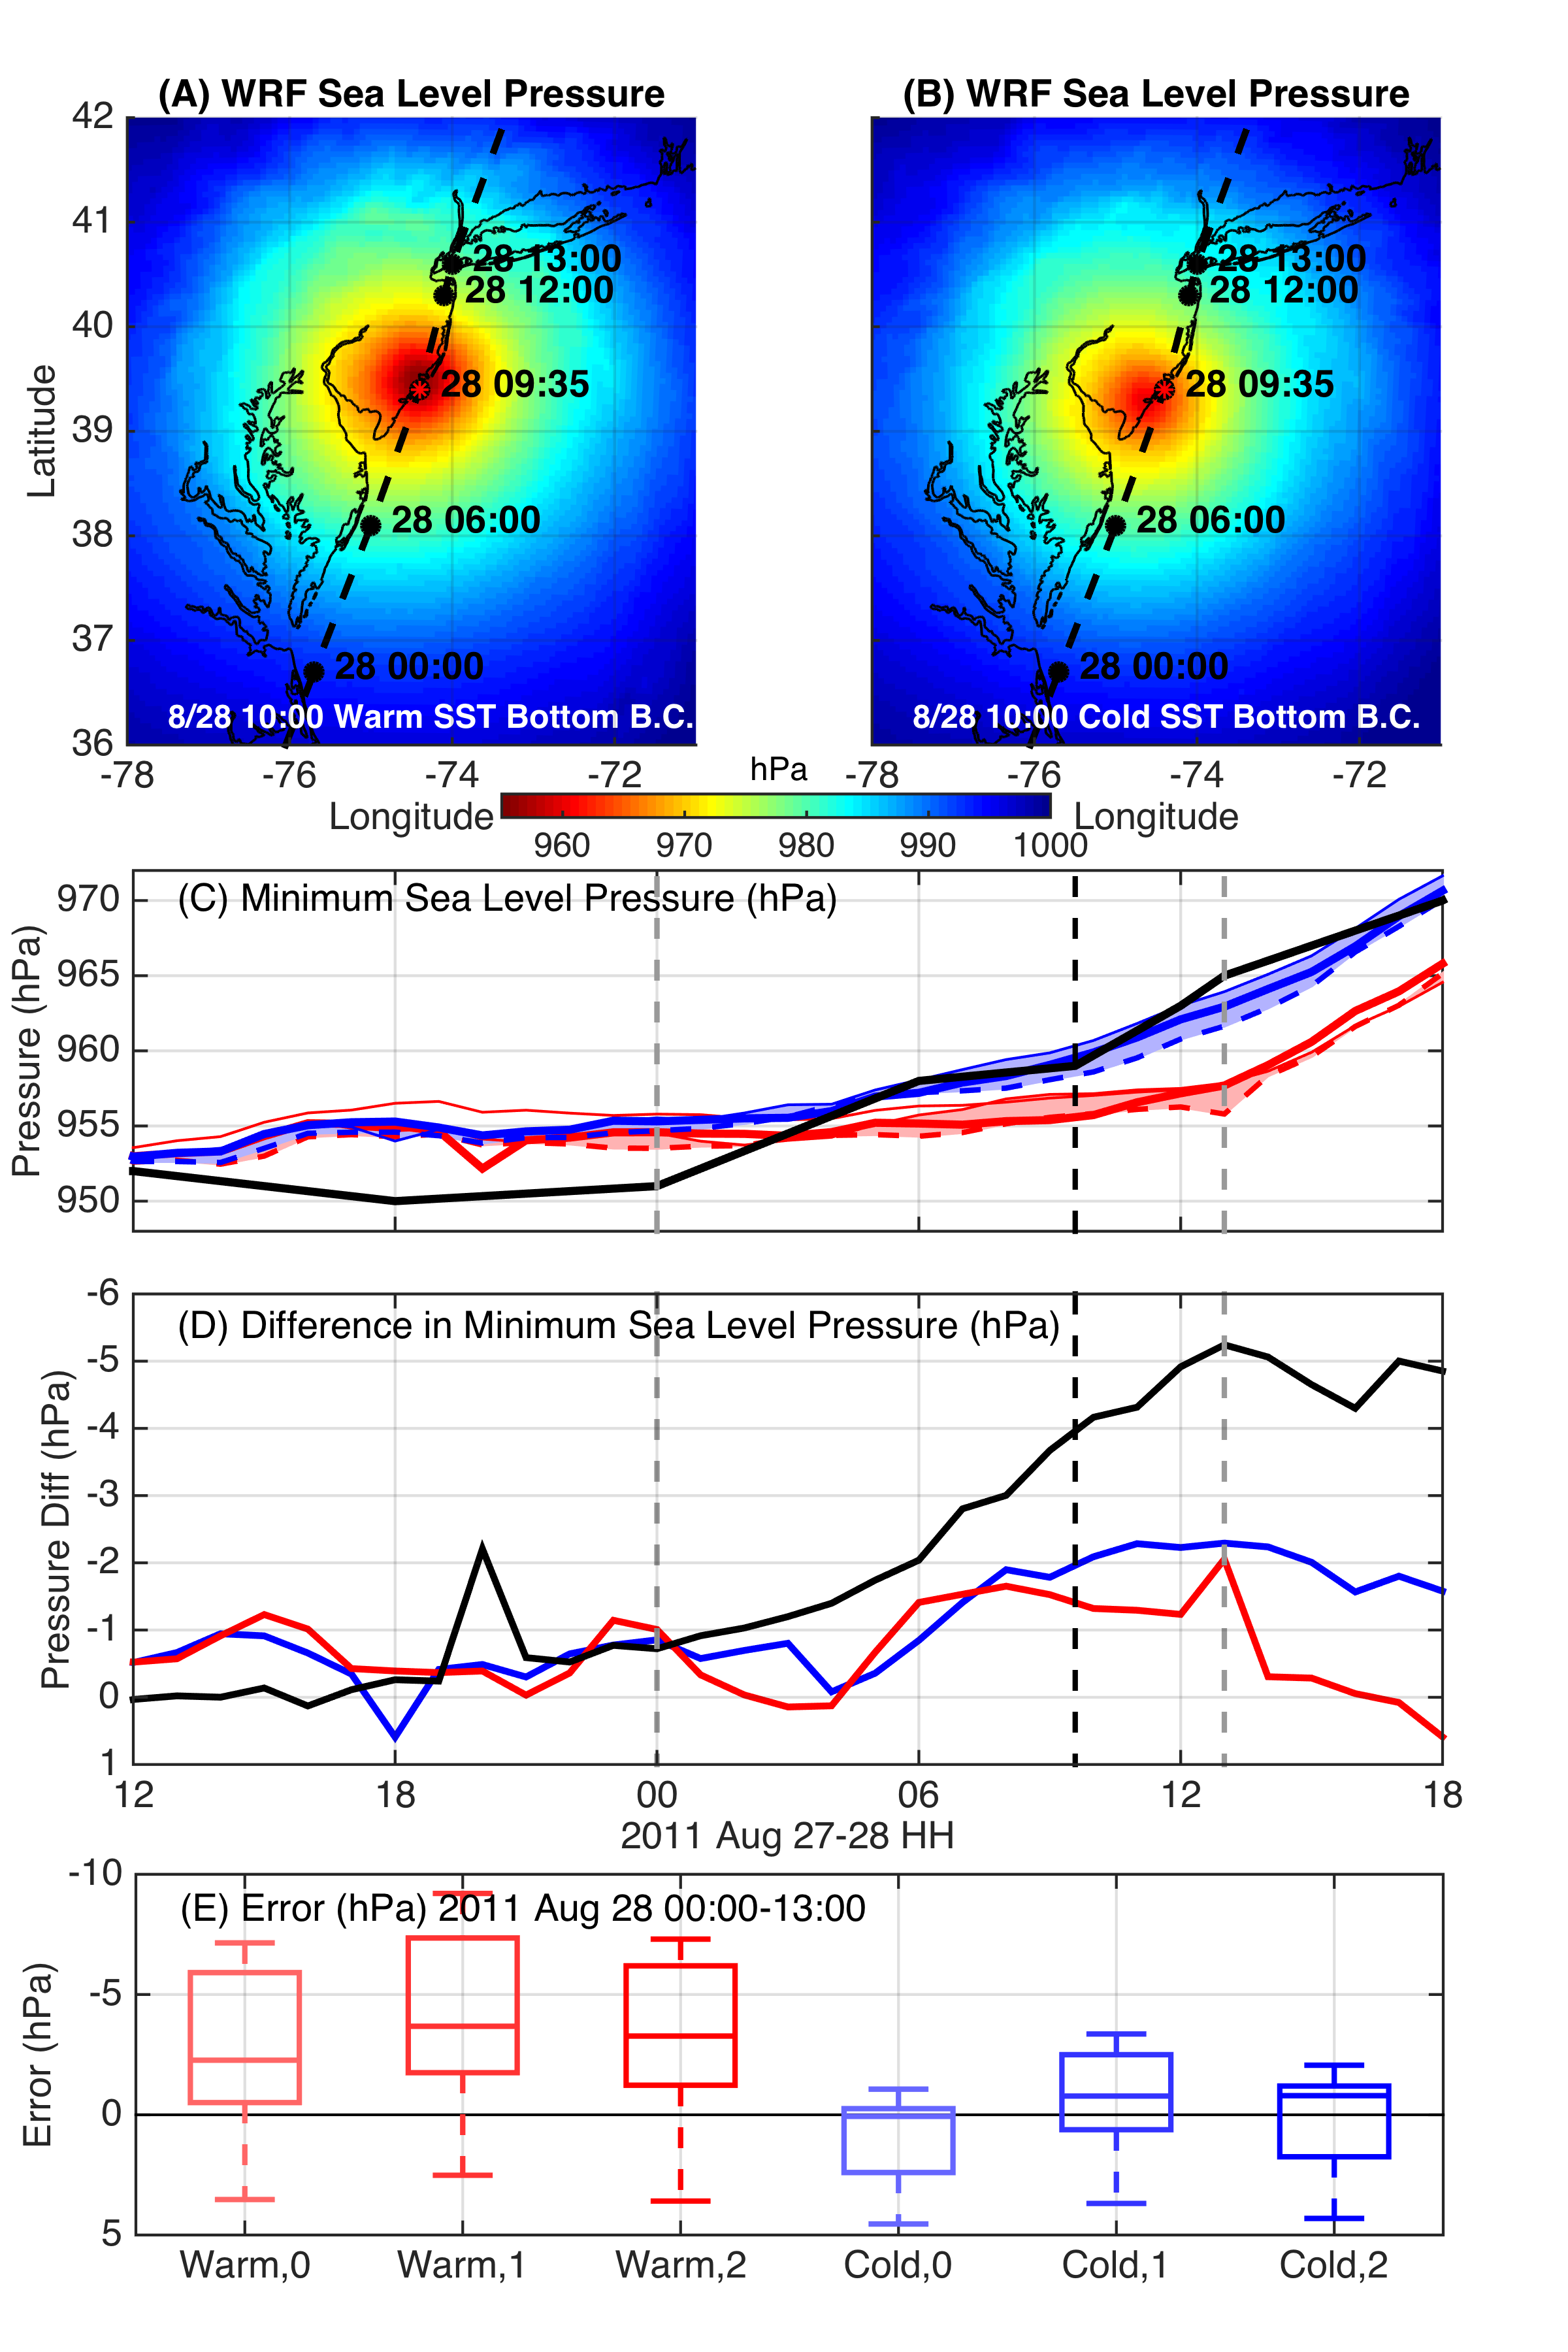 (A) WRF Sea Level Pressure
(B) WRF Sea Level Pressure
42
41
40
39
38
37
36
Latitude
28 13:00
28 12:00
28 09:35
28 06:00
28 00:00
8/28 10:00 Warm SST Bottom B.C.
28 13:00
28 12:00
28 09:35
28 06:00
28 00:00
8/28 10:00 Cold SST Bottom B.C.
-78 -76 -74 -72
hPa
-78 -76 -74 -72
Longitude
Longitude
960 970 980 990 1000
(C) Minimum Sea Level Pressure (hPa)
Pressure (hPa)
970
965
960
955
950
(D) Difference in Minimum Sea Level Pressure (hPa)
Pressure Diff (hPa)
-6
-5
-4
-3
-2
-1
0
1
12 18 00 06 12 18
2011 Aug 27-28 HH
(E) Error (hPa) 2011 Aug 28 00:00-13:00
Error (hPa)
-10
-5
0
5
Warm,0 Warm,1 Warm,2 Cold,0 Cold,1 Cold,2